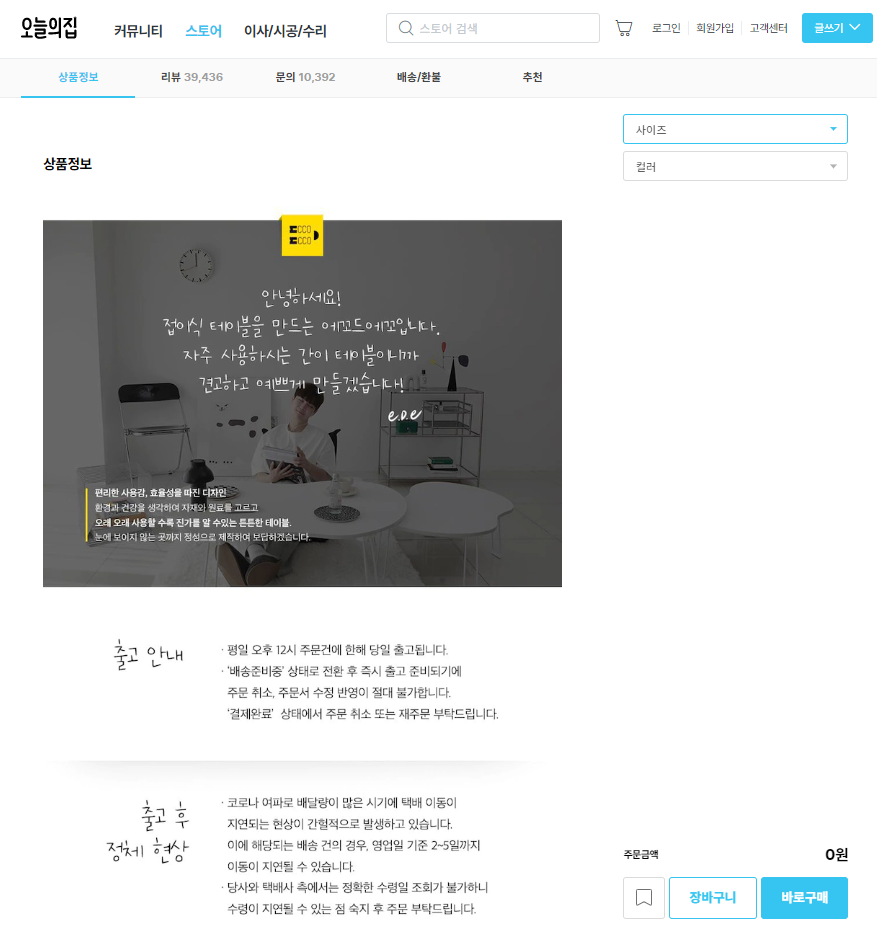 오늘의집
커뮤니티 스토어 이사/시공/수리
스토어 검색
로그인 회원가입 고객센터 글쓰기
상품정보 리뷰 39,436 문의 10,392 배송/환불 추천
사이즈
컬러
상품정보
ECCO
ECCO
안녕하세요!
접이식 테이블을 만드는 에꼬드에꼬입니다.
자주 사용하시는 간이 테이블이니까
견고하고 예쁘게 만들겠습니다!
e.d.e
편리한 사용감, 효율성을 따진 디자인
환경과 건강을 생각하여 자재와 원료를 고르고
오래 오래 사용할 수록 진가를 알 수있는 튼튼한 테이블.
눈에 보이지 않는 곳까지 정성으로 제작하여 보답하겠습니다.
출고 안내
· 평일 오후 12시 주문건에 한해 당일 출고됩니다.
· '배송준비중' 상태로 전환 후 즉시 출고 준비되기에
주문 취소, 주문서 수정 반영이 절대 불가합니다.
'결제완료' 상태에서 주문 취소 또는 재주문 부탁드립니다.
출고 후
정체 현상
· 코로나 여파로 배달량이 많은 시기에 택배 이동이
지연되는 현상이 간헐적으로 발생하고 있습니다.
이에 해당되는 배송 건의 경우, 영업일 기준 2~5일까지
이동이 지연될 수 있습니다.
· 당사와 택배사 측에서는 정확한 수령일 조회가 불가하니
수령이 지연될 수 있는 점 숙지 후 주문 부탁드립니다.
주문금액 0원
장바구니 바로구매